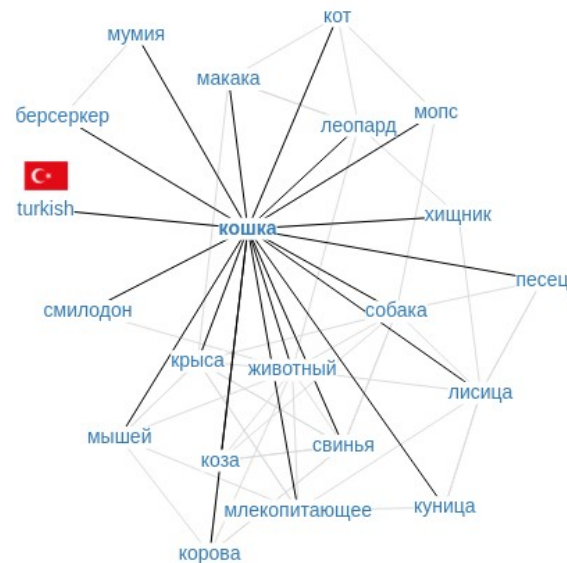 кот
мумия
макака
мопс
берсеркер
леопард
turkish
хищник
кошка
песец
смилодон
собака
крыса
животный
лисица
мышей
свинья
коза
куница
млекопитающее
корова